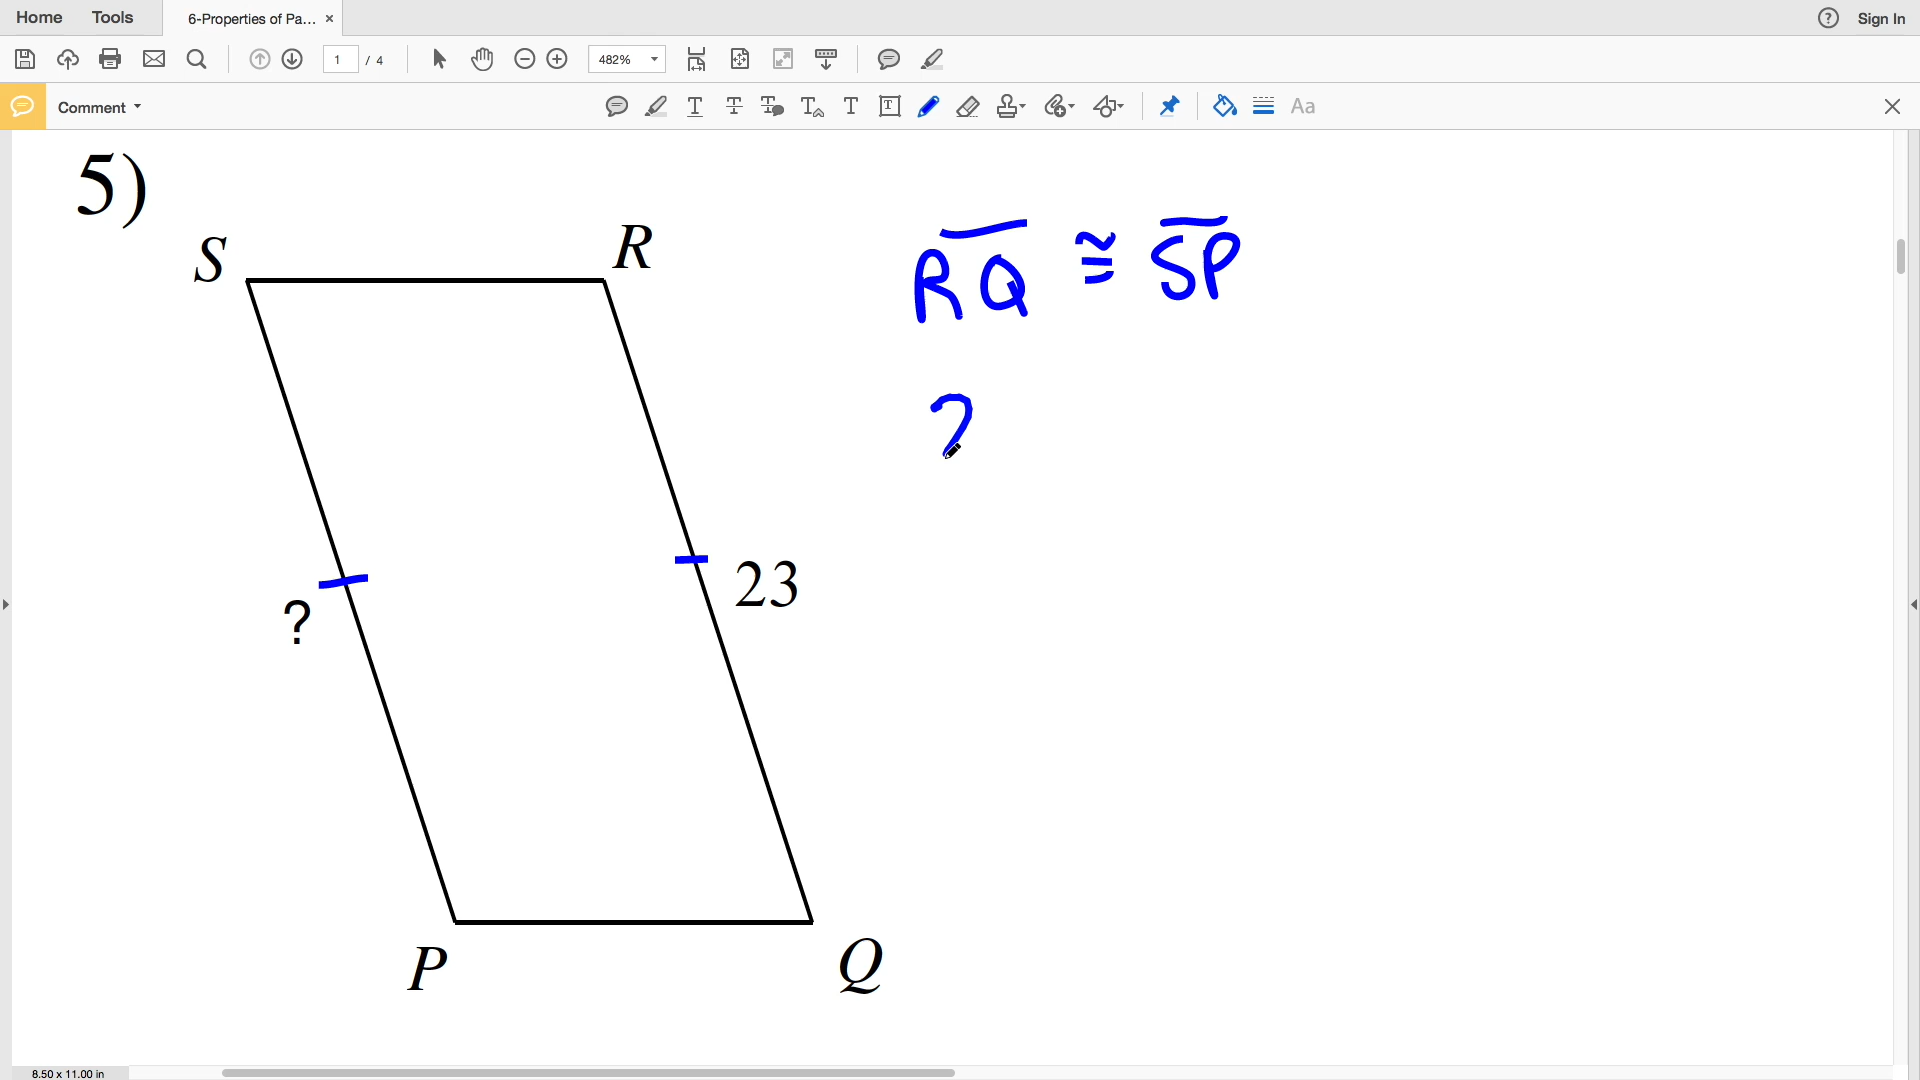 Home Tools 6-Properties of Pa... × ? Sign In
1 / 4 482%
Comment T T T T T T Aa
5)
S R
RQ ≅ SP
?
? 23
P Q
8.50 x 11.00 in